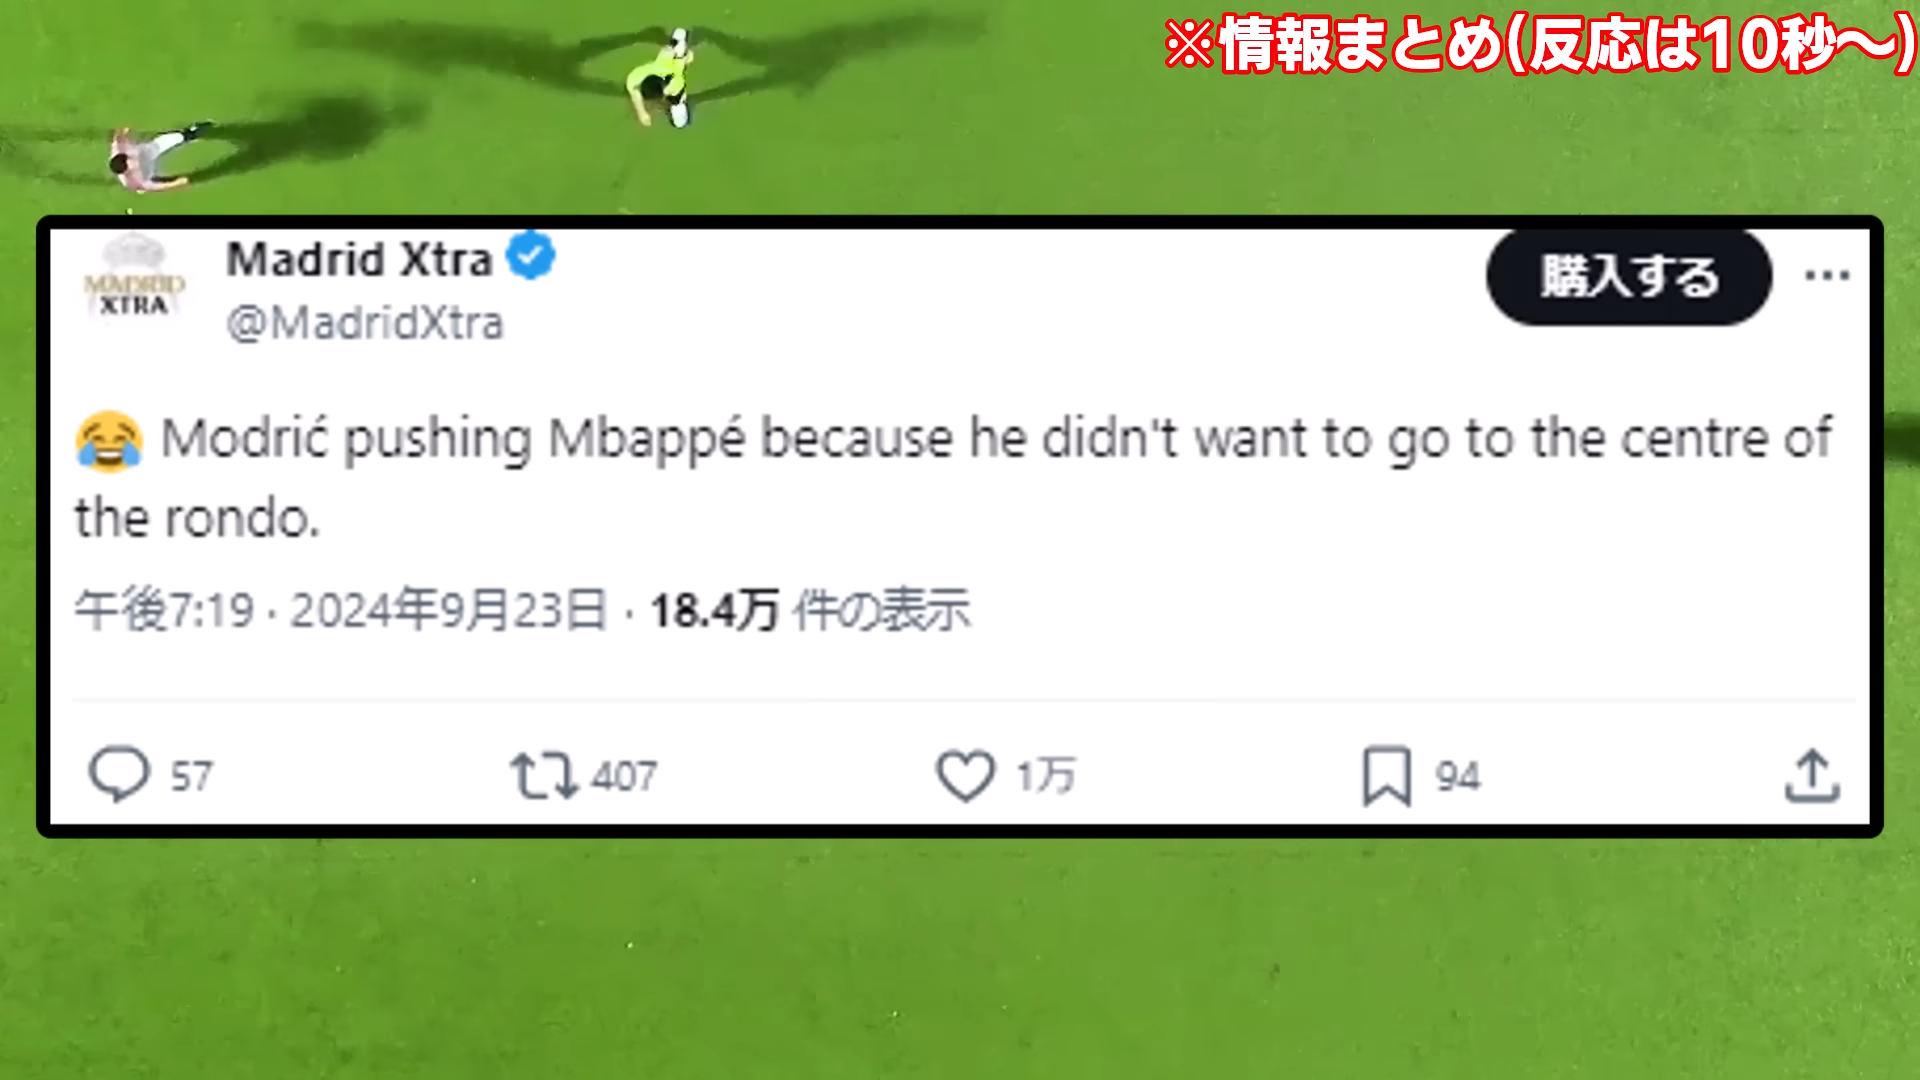 ※情報まとめ(反応は10秒〜)
MADRID
XTRA
Madrid Xtra
@MadridXtra
購入する
😂 Modrić pushing Mbappé because he didn't want to go to the centre of
the rondo.
午後7:19 · 2024年9月23日 · 18.4万 件の表示
57 407 1万 94